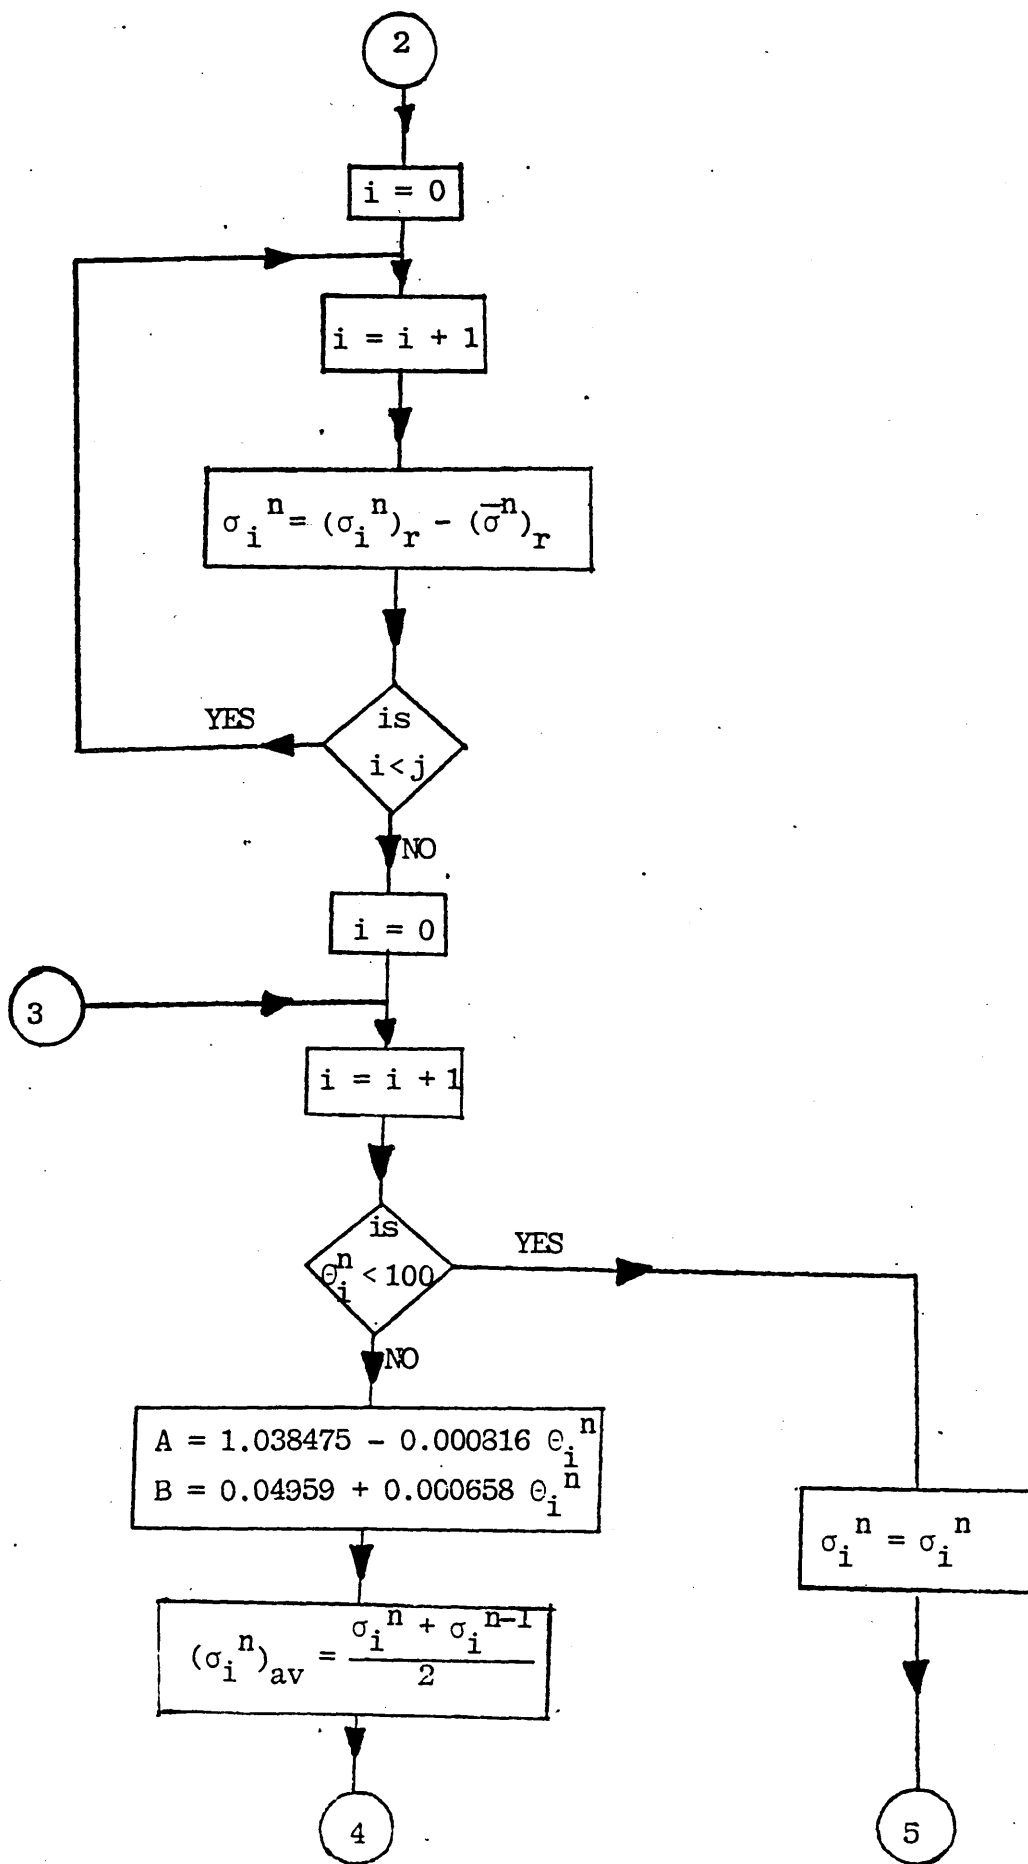 2
i = 0
i = i + 1
σ_i^n = (σ_i^n)_r - (σ̅^n)_r
is
i<j
YES
NO
i = 0
3
i = i + 1
is
θ_i^n < 100
YES
NO
A = 1.038475 - 0.000816 θ_i^n
B = 0.04959 + 0.000658 θ_i^n
σ_i^n = σ_i^n
(σ_i^n)_av = (σ_i^n + σ_i^{n-1})/2
4
5